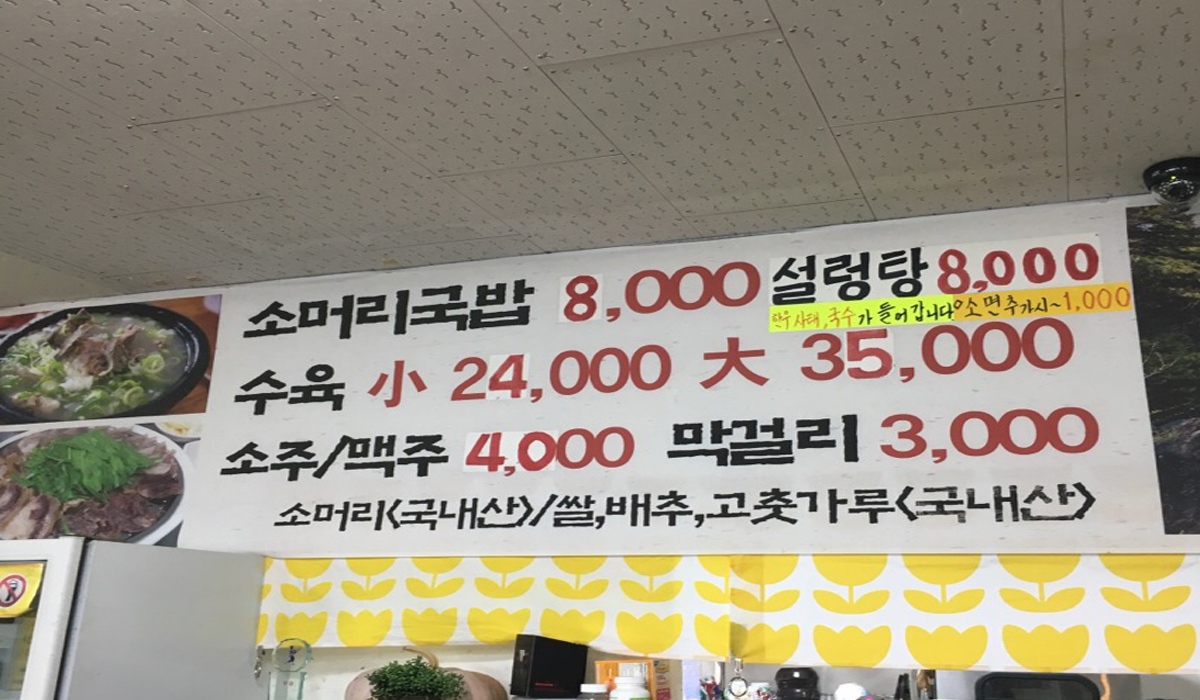 소머리국밥 8,000 설렁탕 8,000
한우 사태, 국수가 들어갑니다 소면추가시~1,000
수육 小 24,000 大 35,000
소주/맥주 4,000 막걸리 3,000
소머리<국내산>/쌀,배추,고춧가루<국내산>